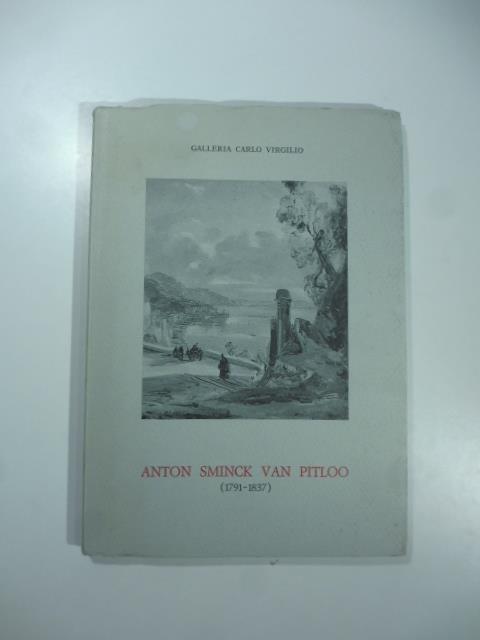 GALLERIA CARLO VIRGILIO
ANTON SMINCK VAN PITLOO
(1791-1837)